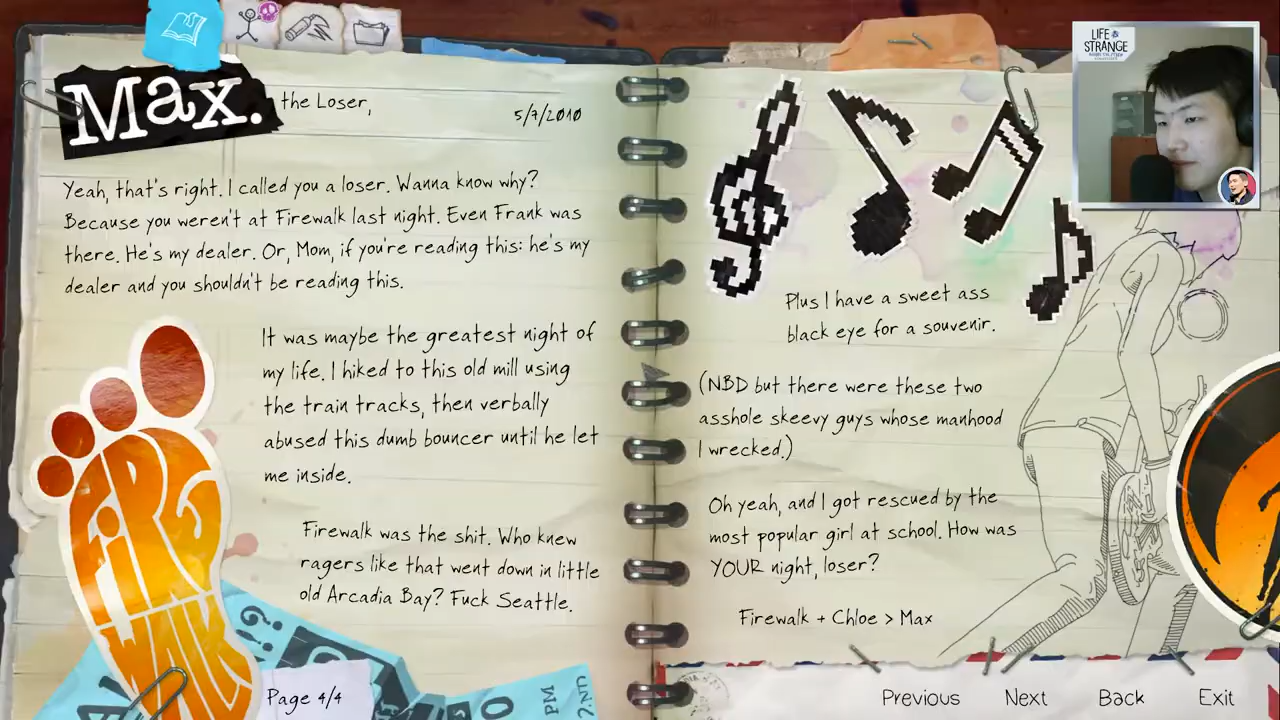 Max.
the Loser,
5/7/2010
Yeah, that's right. I called you a loser. Wanna know why?
Because you weren't at Firewalk last night. Even Frank was
there. He's my dealer. Or, Mom, if you're reading this: he's my
dealer and you shouldn't be reading this.
It was maybe the greatest night of
my life. I hiked to this old mill using
the train tracks, then verbally
abused this dumb bouncer until he let
me inside.
Firewalk was the shit. Who knew
ragers like that went down in little
old Arcadia Bay? Fuck Seattle.
FIRE
WALK
PM
2.ND
Page 4/4
LIFE IS
STRANGE
Plus I have a sweet ass
black eye for a souvenir.
(NBD but there were these two
asshole skeevy guys whose manhood
I wrecked.)
Oh yeah, and I got rescued by the
most popular girl at school. How was
YOUR night, loser?
Firewalk + Chloe > Max
Previous
Next
Back
Exit